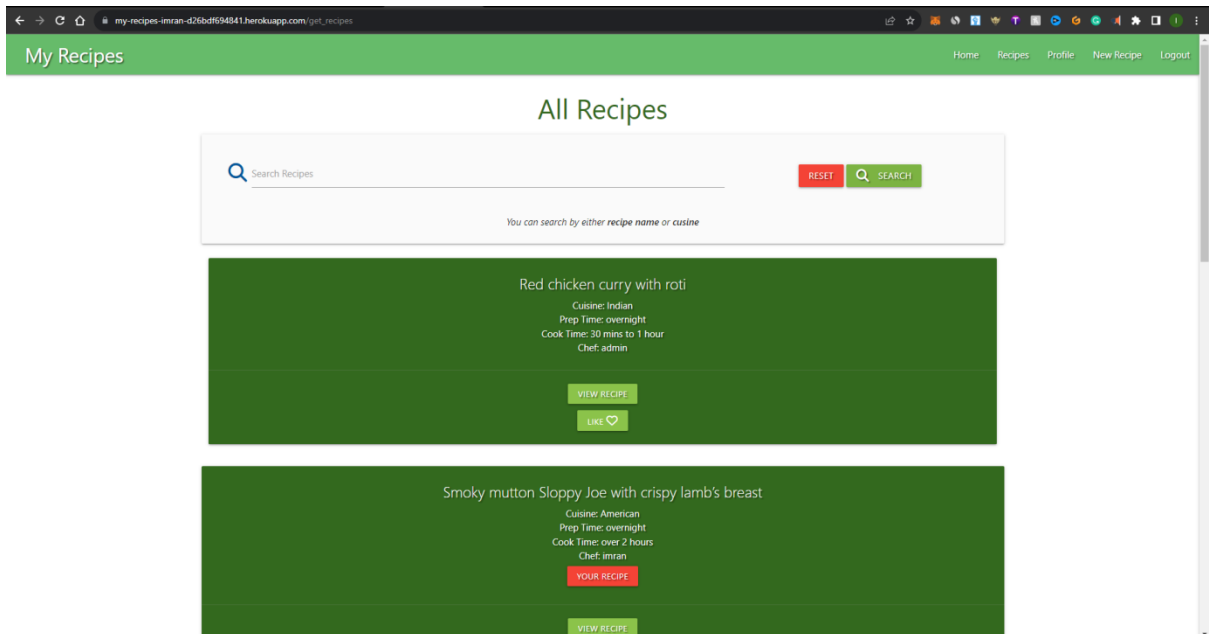 my-recipes-imran-d26bdf694841.herokuapp.com/get_recipes
My Recipes
Home Recipes Profile New Recipe Logout
All Recipes
Search Recipes
RESET SEARCH
You can search by either recipe name or cusine
Red chicken curry with roti
Cuisine: Indian
Prep Time: overnight
Cook Time: 30 mins to 1 hour
Chef: admin
VIEW RECIPE
LIKE
Smoky mutton Sloppy Joe with crispy lamb's breast
Cuisine: American
Prep Time: overnight
Cook Time: over 2 hours
Chef: imran
YOUR RECIPE
VIEW RECIPE